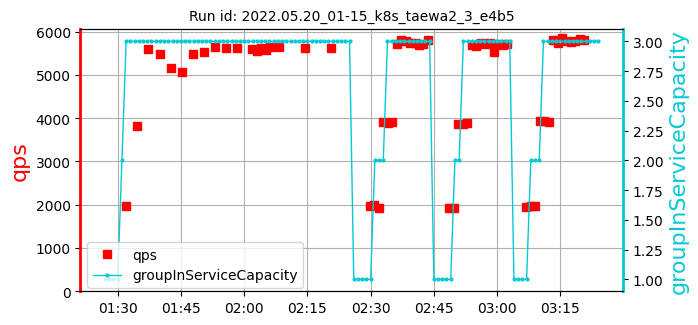 Run id: 2022.05.20_01-15_k8s_taewa2_3_e4b5
6000
5000
4000
3000
2000
1000
0
qps
3.00
2.75
2.50
2.25
2.00
1.75
1.50
1.25
1.00
groupInServiceCapacity
qps
groupInServiceCapacity
01:30 01:45 02:00 02:15 02:30 02:45 03:00 03:15